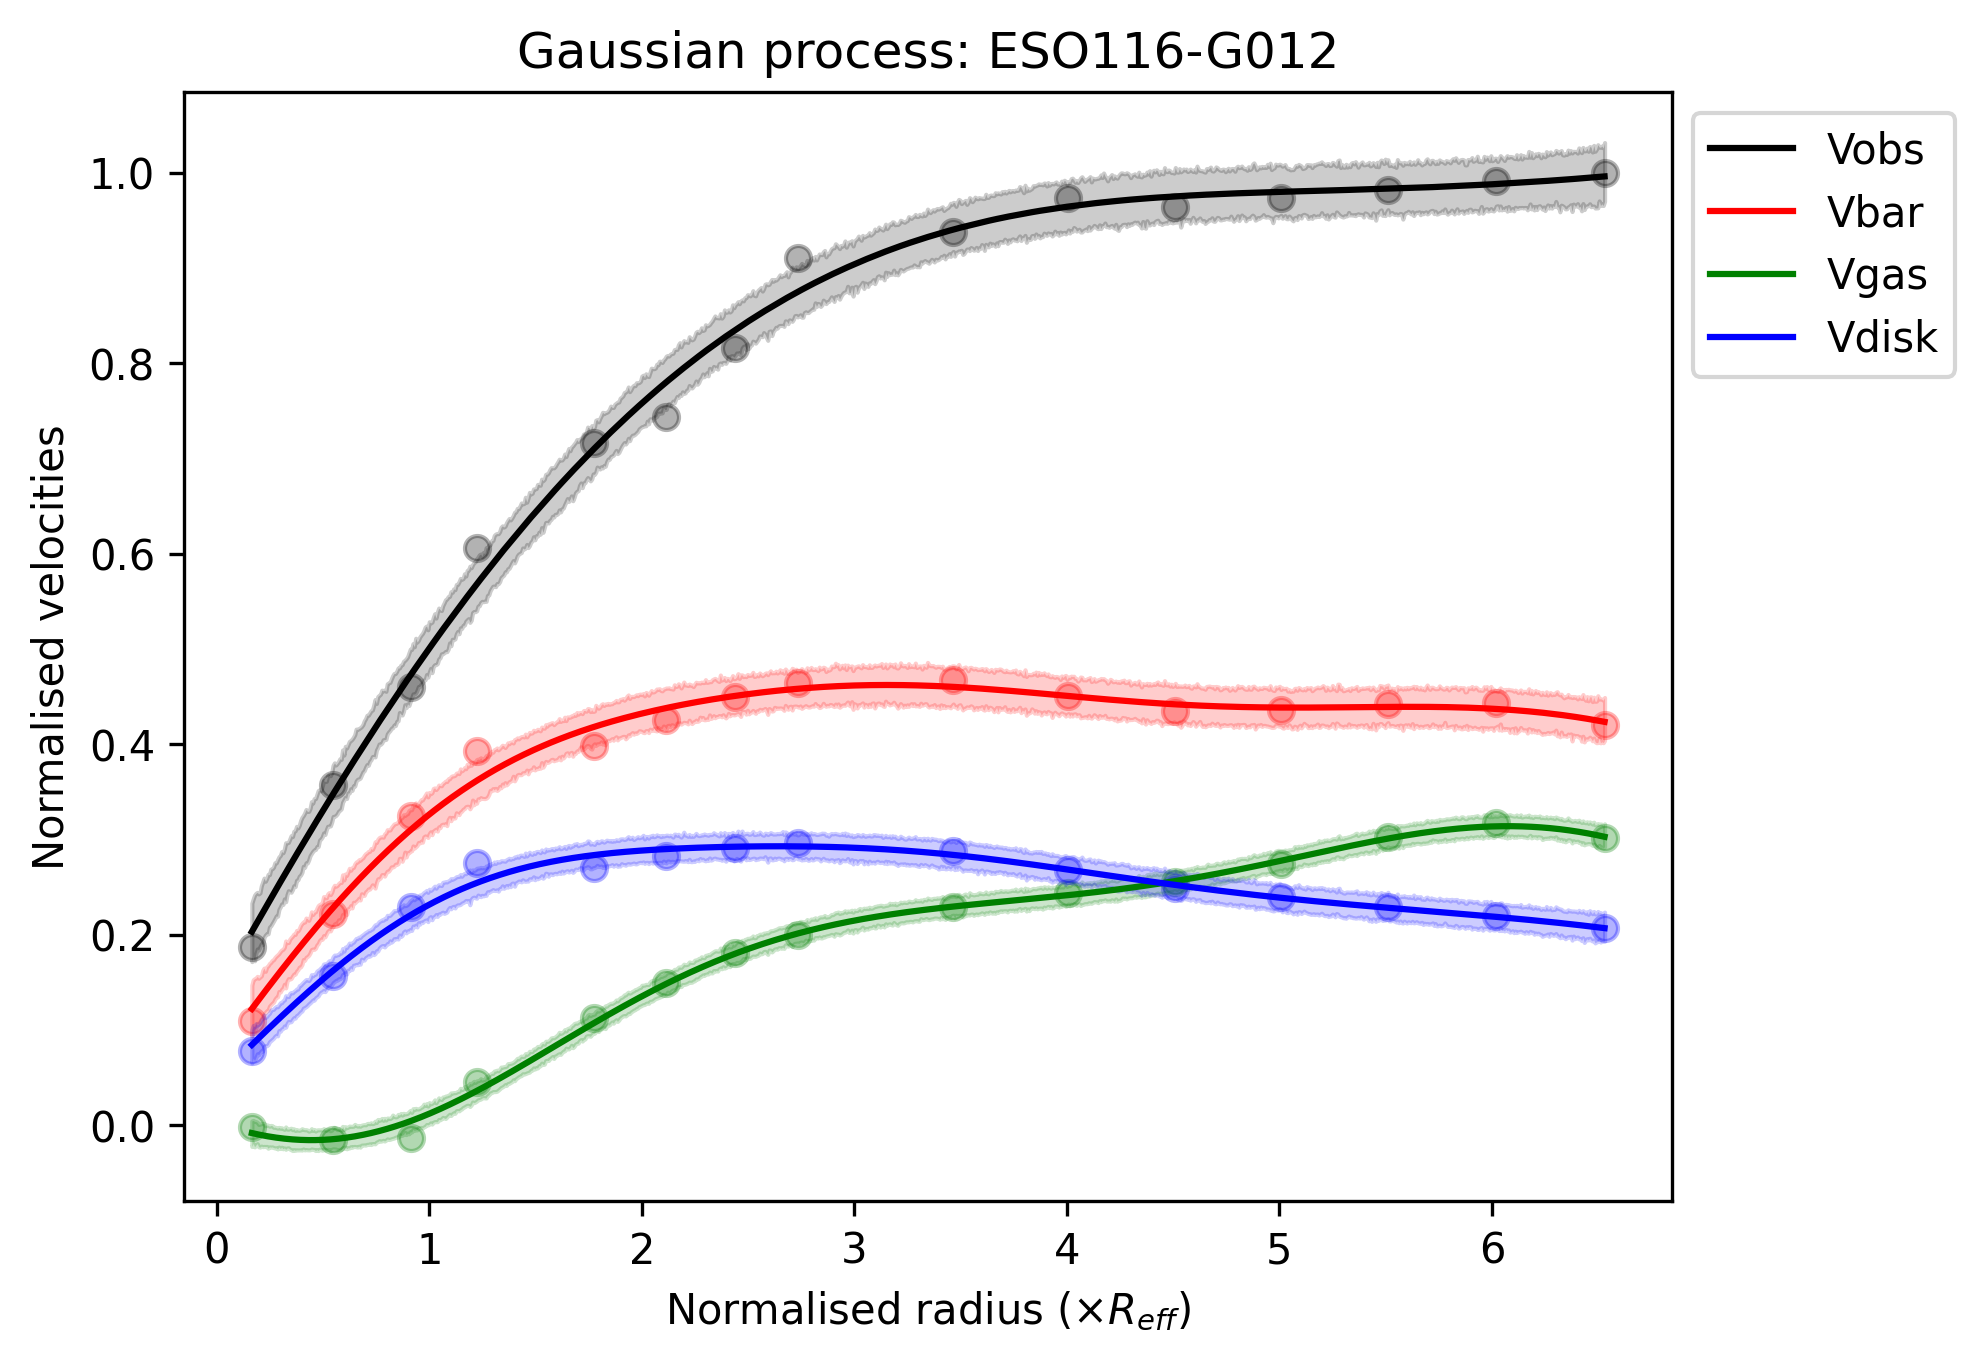 Gaussian process: ESO116-G012
Vobs
Vbar
Vgas
Vdisk
Normalised velocities
1.0
0.8
0.6
0.4
0.2
0.0
0 1 2 3 4 5 6
Normalised radius (×R_eff)